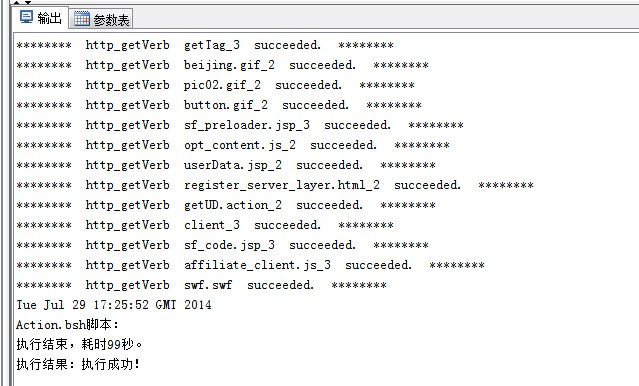 输出 参数表
******** http_getVerb getTag_3 succeeded. ********
******** http_getVerb beijing.gif_2 succeeded. ********
******** http_getVerb pic02.gif_2 succeeded. ********
******** http_getVerb button.gif_2 succeeded. ********
******** http_getVerb sf_preloader.jsp_3 succeeded. ********
******** http_getVerb opt_content.js_2 succeeded. ********
******** http_getVerb userData.jsp_2 succeeded. ********
******** http_getVerb register_server_layer.html_2 succeeded. ********
******** http_getVerb getUD.action_2 succeeded. ********
******** http_getVerb client_3 succeeded. ********
******** http_getVerb sf_code.jsp_3 succeeded. ********
******** http_getVerb affiliate_client.js_3 succeeded. ********
******** http_getVerb swf.swf succeeded. ********
Tue Jul 29 17:25:52 GMT 2014
Action.bsh脚本:
执行结束，耗时99秒。
执行结果: 执行成功!